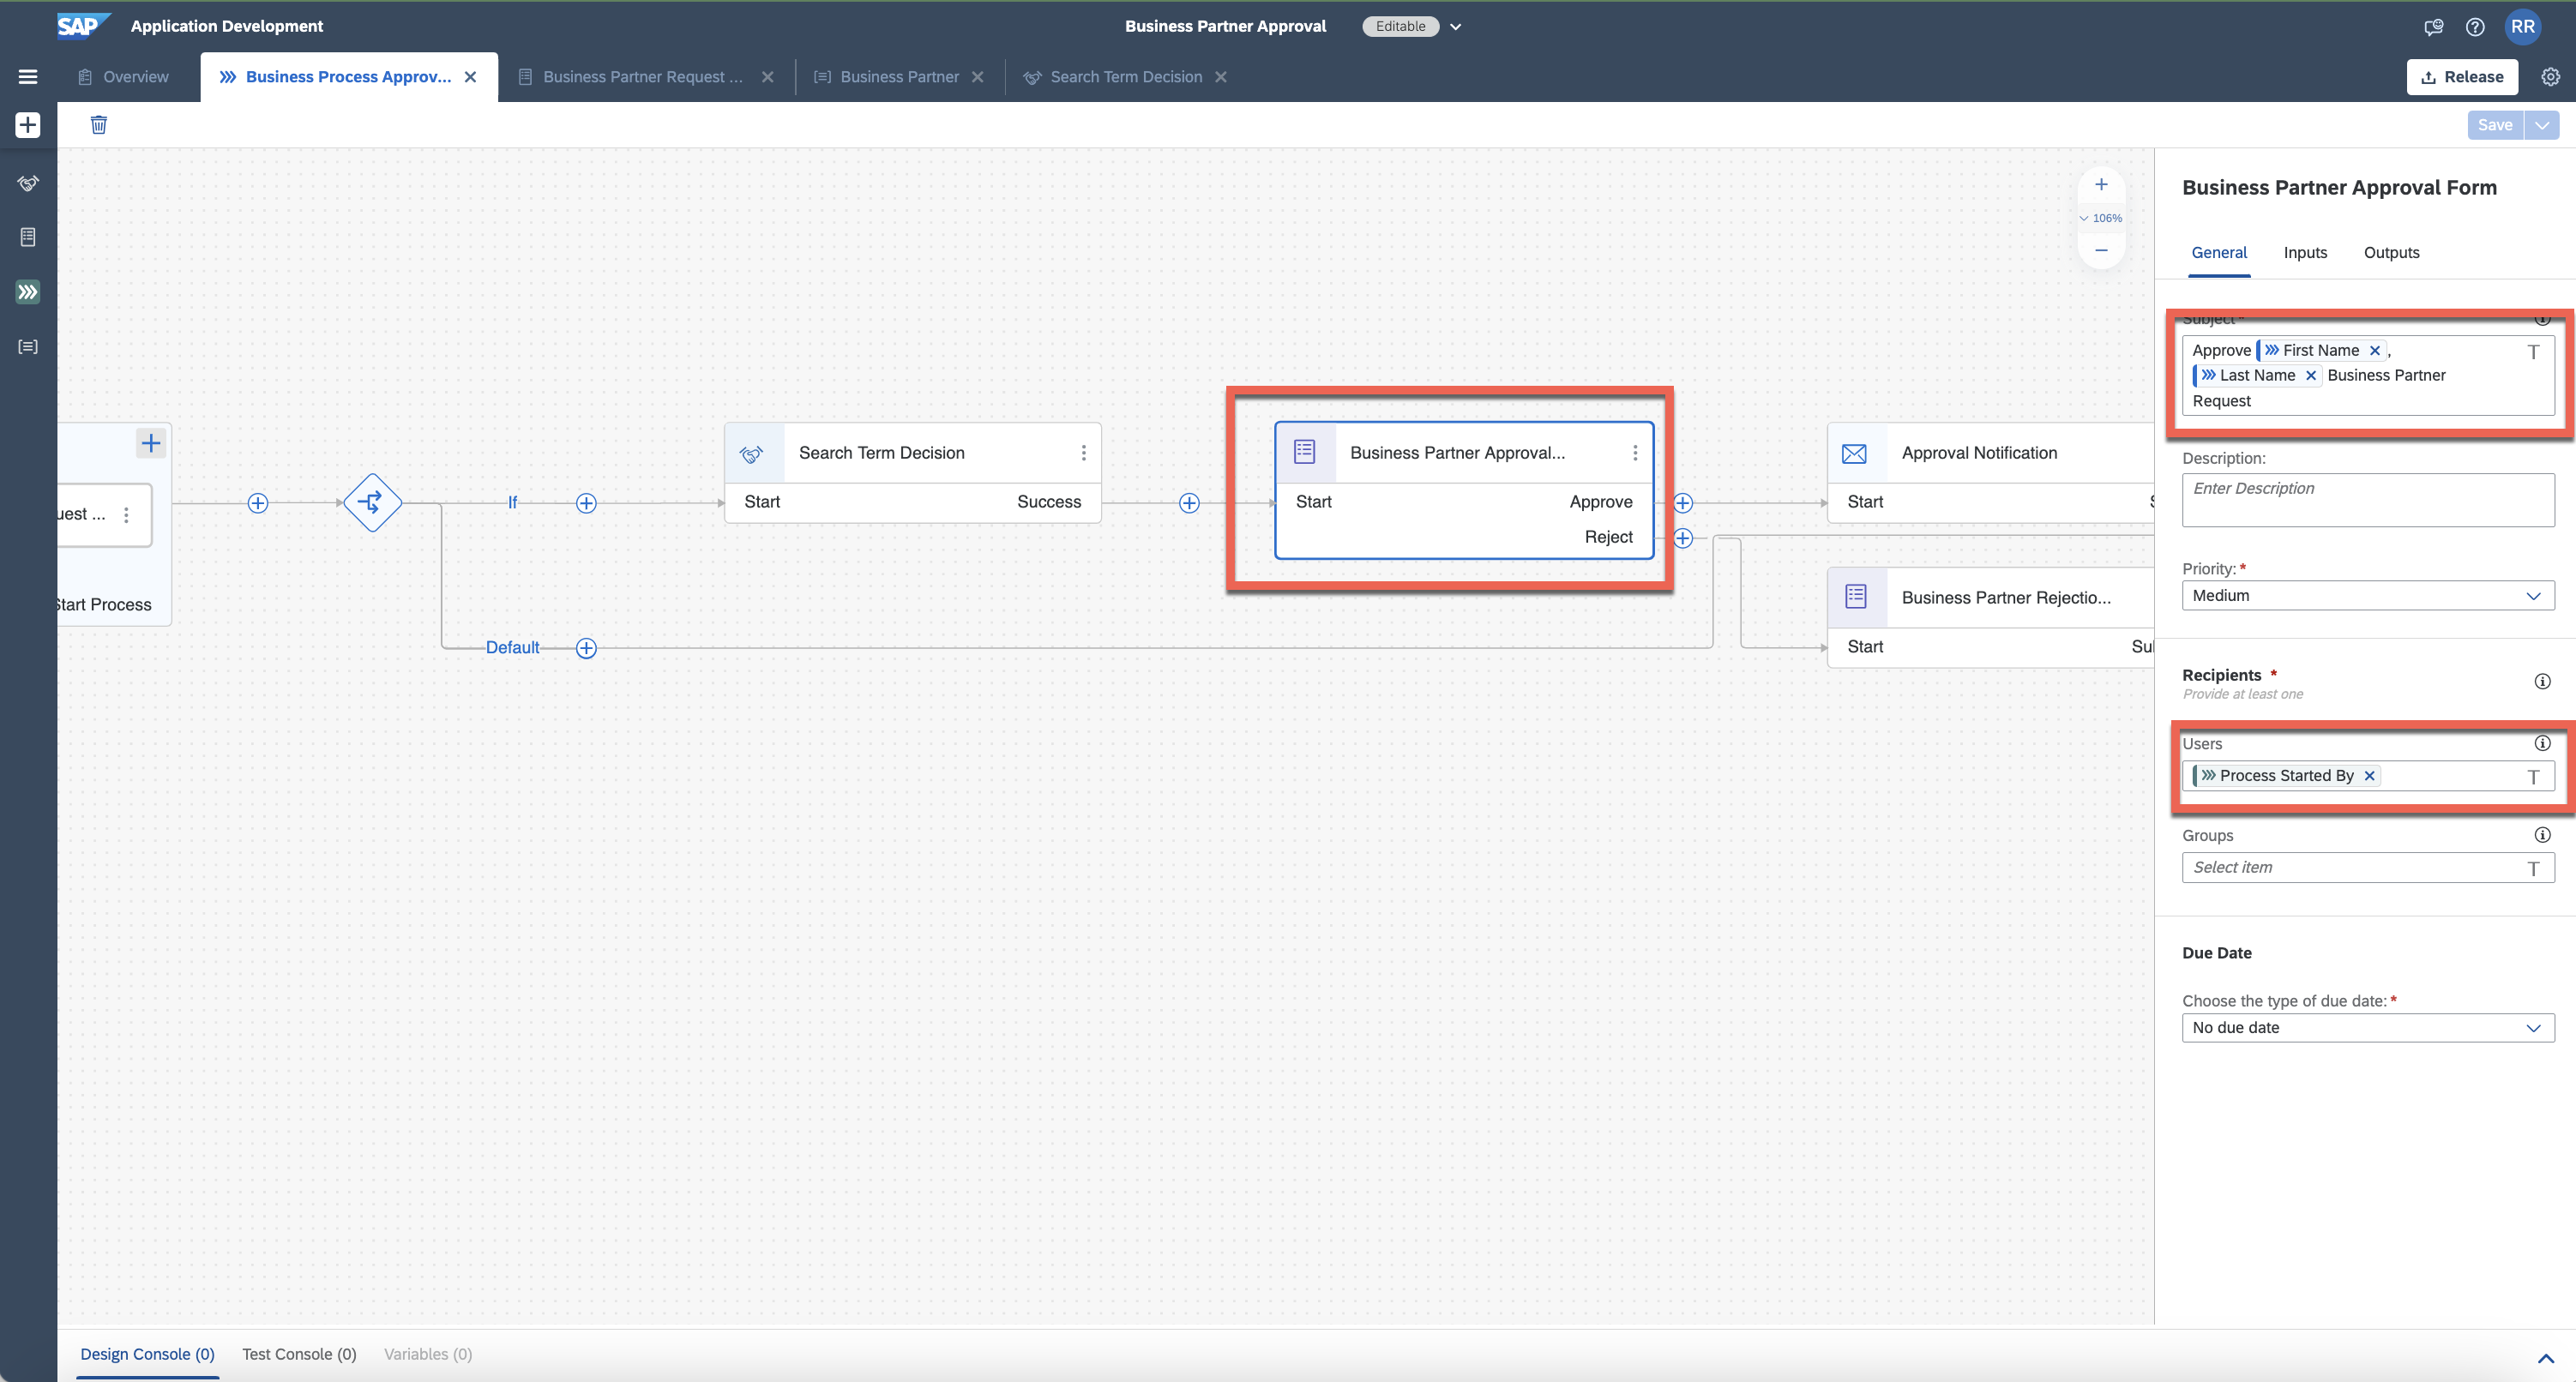 SAP Application Development
Business Partner Approval Editable
RR
Overview
Business Process Approv...
Business Partner Request ...
Business Partner
Search Term Decision
Release
Save
106%
uest ...
Start Process
If
Default
Search Term Decision
Start Success
Business Partner Approval...
Start Approve
Reject
Approval Notification
Start
Business Partner Rejectio...
Start Su
Business Partner Approval Form
General Inputs Outputs
Subject*
Approve First Name ,
Last Name Business Partner
Request
Description:
Enter Description
Priority: *
Medium
Recipients *
Provide at least one
Users
Process Started By
Groups
Select item
Due Date
Choose the type of due date: *
No due date
Design Console (0) Test Console (0) Variables (0)